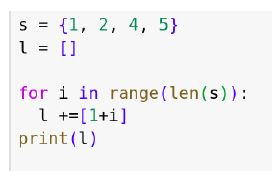 s = {1, 2, 4, 5}
l = []
for i in range(len(s)):
  l +=[1+i]
print(l)